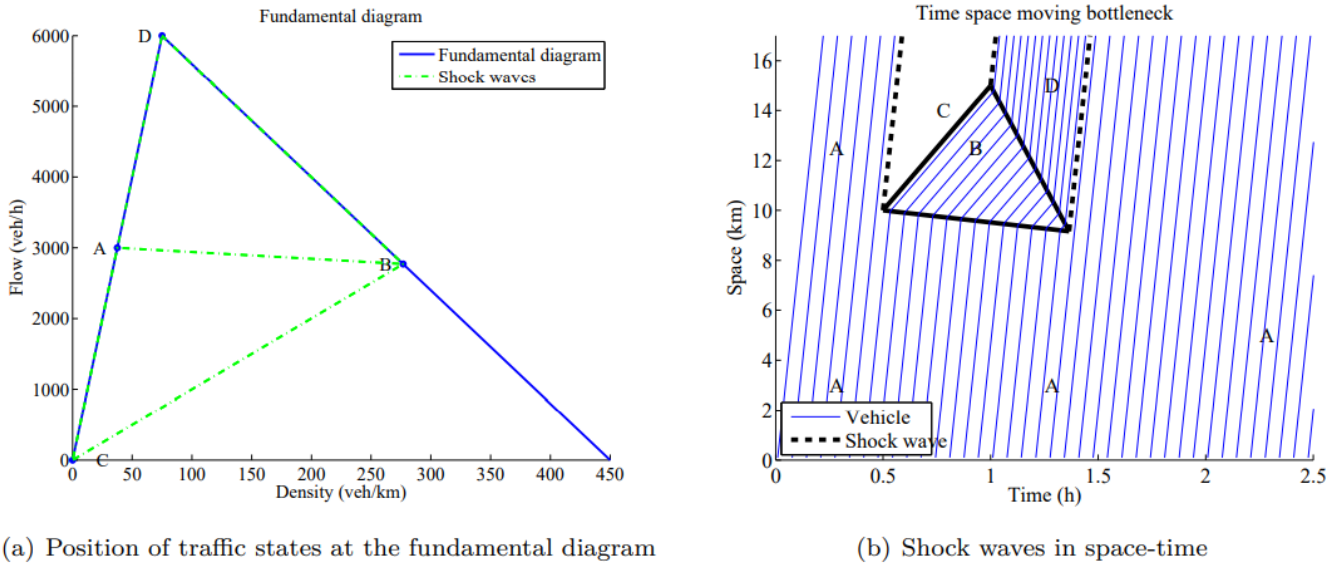 Fundamental diagram
6000
5000
4000
3000
2000
1000
0
Flow (veh/h)
D
A
B
C
Fundamental diagram
Shock waves
0 50 100 150 200 250 300 350 400 450
Density (veh/km)
(a) Position of traffic states at the fundamental diagram
Time space moving bottleneck
16
14
12
10
8
6
4
2
0
Space (km)
C
D
A
B
A
A
A
Vehicle
Shock wave
0 0.5 1 1.5 2 2.5
Time (h)
(b) Shock waves in space-time